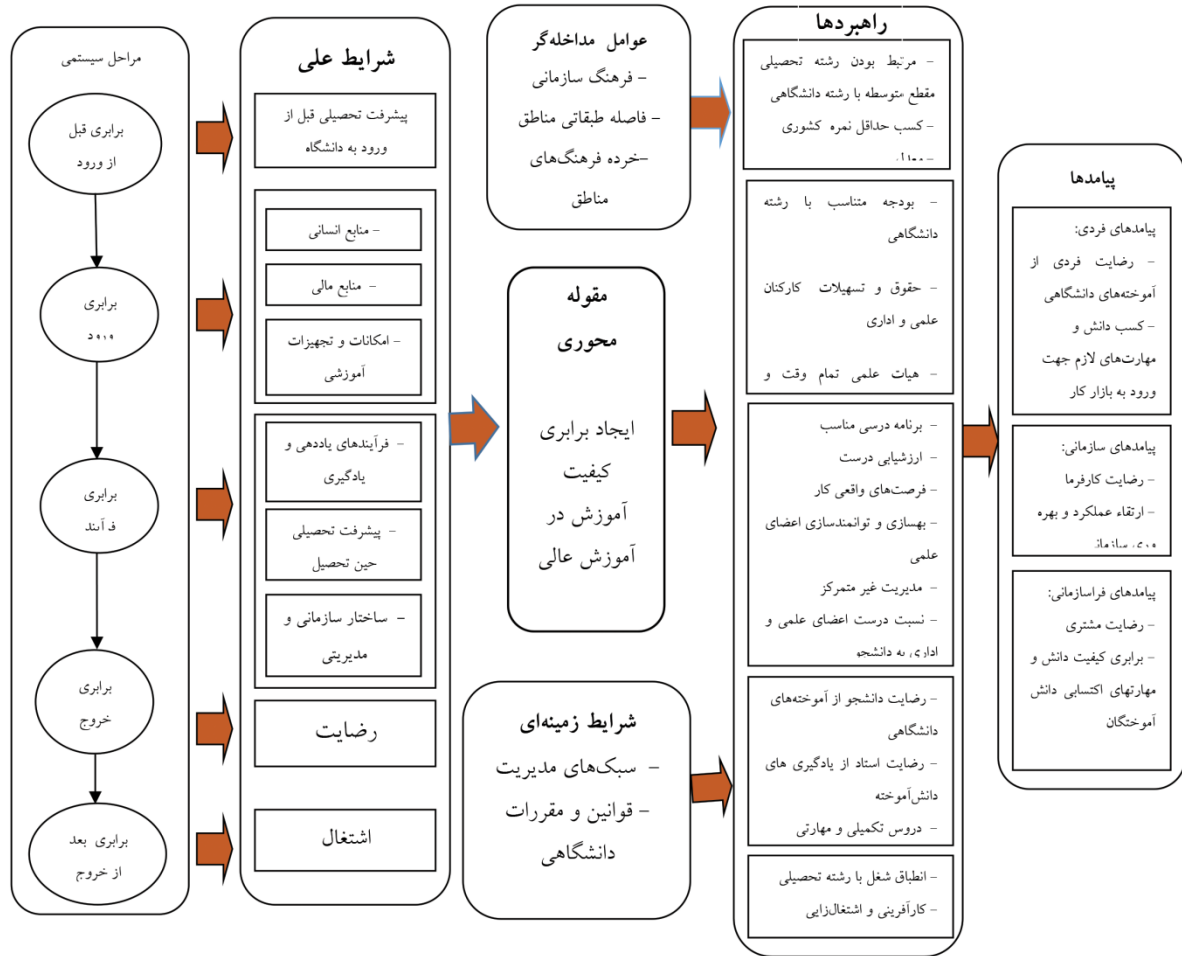 مراحل سیستمی
برابری قبل
از ورود
برابری
ورود
برابری
فرآیند
برابری
خروج
برابری بعد
از خروج
شرایط علی
پیشرفت تحصیلی قبل از
ورود به دانشگاه
- منابع انسانی
- منابع مالی
- امکانات و تجهیزات
آموزشی
- فرآیندهای یاددهی و
یادگیری
- پیشرفت تحصیلی
حین تحصیل
- ساختار سازمانی و
مدیریتی
رضایت
اشتغال
عوامل مداخله‌گر
- فرهنگ سازمانی
- فاصله طبقاتی مناطق
-خرده فرهنگ‌های
مناطق
مقوله
محوری
ایجاد برابری
کیفیت
آموزش در
آموزش عالی
شرایط زمینه‌ای
- سبک‌های مدیریت
- قوانین و مقررات
دانشگاهی
راهبردها
- مرتبط بودن رشته تحصیلی
مقطع متوسطه با رشته دانشگاهی
- کسب حداقل نمره کشوری
- معدل
- بودجه متناسب با رشته
دانشگاهی
- حقوق و تسهیلات کارکنان
علمی و اداری
- هیات علمی تمام وقت و
- برنامه درسی مناسب
- ارزشیابی درست
- فرصت‌های واقعی کار
- بهسازی و توانمندسازی اعضای
علمی
- مدیریت غیر متمرکز
- نسبت درست اعضای علمی و
اداری به دانشجو
- رضایت دانشجو از آموخته‌های
دانشگاهی
- رضایت استاد از یادگیری های
دانش‌آموخته
- دروس تکمیلی و مهارتی
- انطباق شغل با رشته تحصیلی
- کارآفرینی و اشتغال‌زایی
پیامدها
پیامدهای فردی:
- رضایت فردی از
آموخته‌های دانشگاهی
- کسب دانش و
مهارت‌های لازم جهت
ورود به بازار کار
پیامدهای سازمانی:
- رضایت کارفرما
- ارتقاء عملکرد و بهره
وری سازمانی
پیامدهای فراسازمانی:
- رضایت مشتری
- برابری کیفیت دانش و
مهارتهای اکتسابی دانش
آموختگان